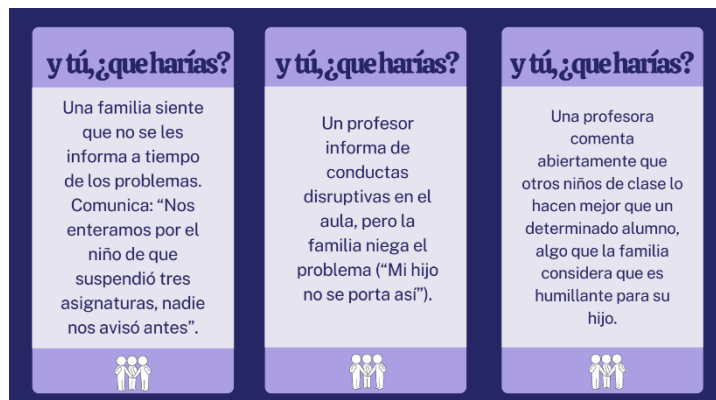 y tú,¿que harías?
Una familia siente
que no se les
informa a tiempo
de los problemas.
Comunica: “Nos
enteramos por el
niño de que
suspendió tres
asignaturas, nadie
nos avisó antes”.
y tú,¿que harías?
Un profesor
informa de
conductas
disruptivas en el
aula, pero la
familia niega el
problema (“Mi hijo
no se porta así”).
y tú,¿que harías?
Una profesora
comenta
abiertamente que
otros niños de clase lo
hacen mejor que un
determinado alumno,
algo que la familia
considera que es
humillante para su
hijo.